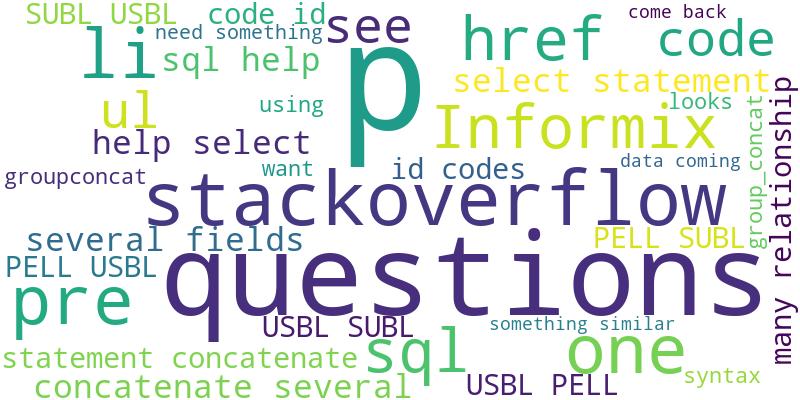 SUBL USBL
code id
see
come back
need something
li
sql help
p
href
code
select statement
ul
using
Informix
looks
help select
groupconcat
want
id codes
data coming
group_concat
many relationship
stackoverflow
several fields
PELL SUBL
PELL USBL
questions
pre
USBL SUBL
something similar
statement concatenate
sql
one
concatenate several
USBL PELL
syntax